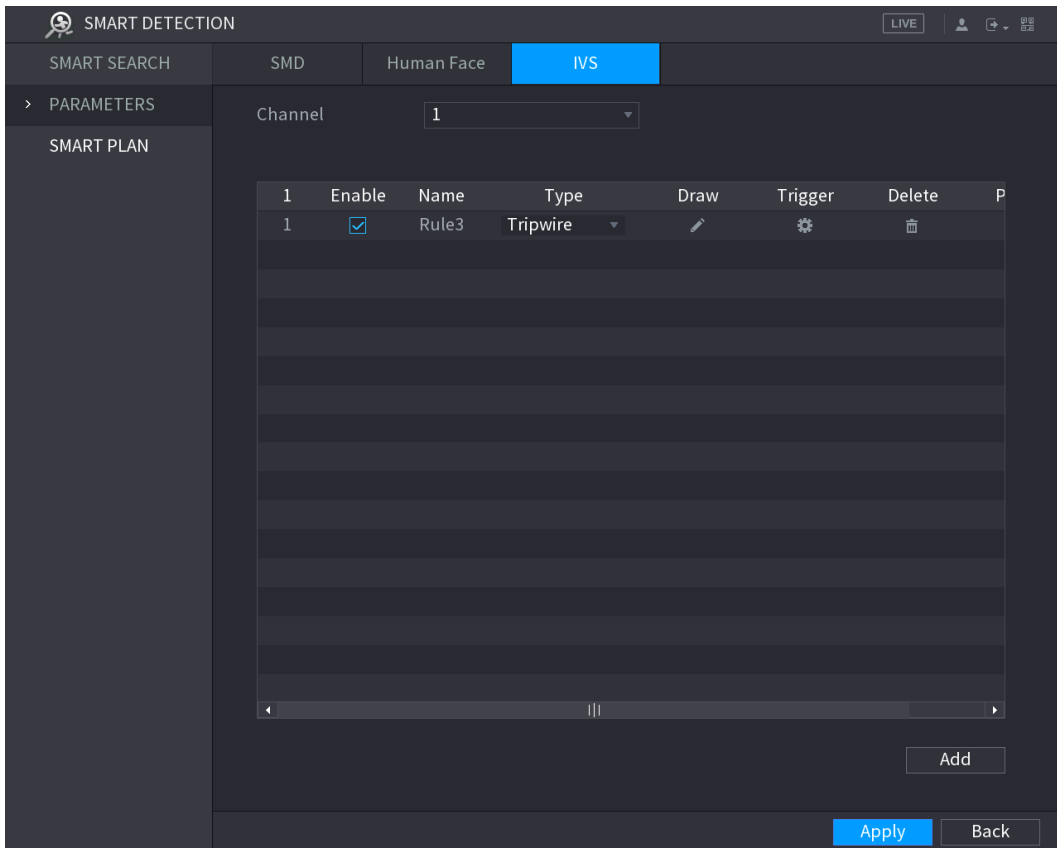 SMART DETECTION
LIVE
SMART SEARCH
PARAMETERS
SMART PLAN
SMD
Human Face
IVS
Channel
1
1 Enable Name Type Draw Trigger Delete P
1 Rule3 Tripwire
Add
Apply
Back